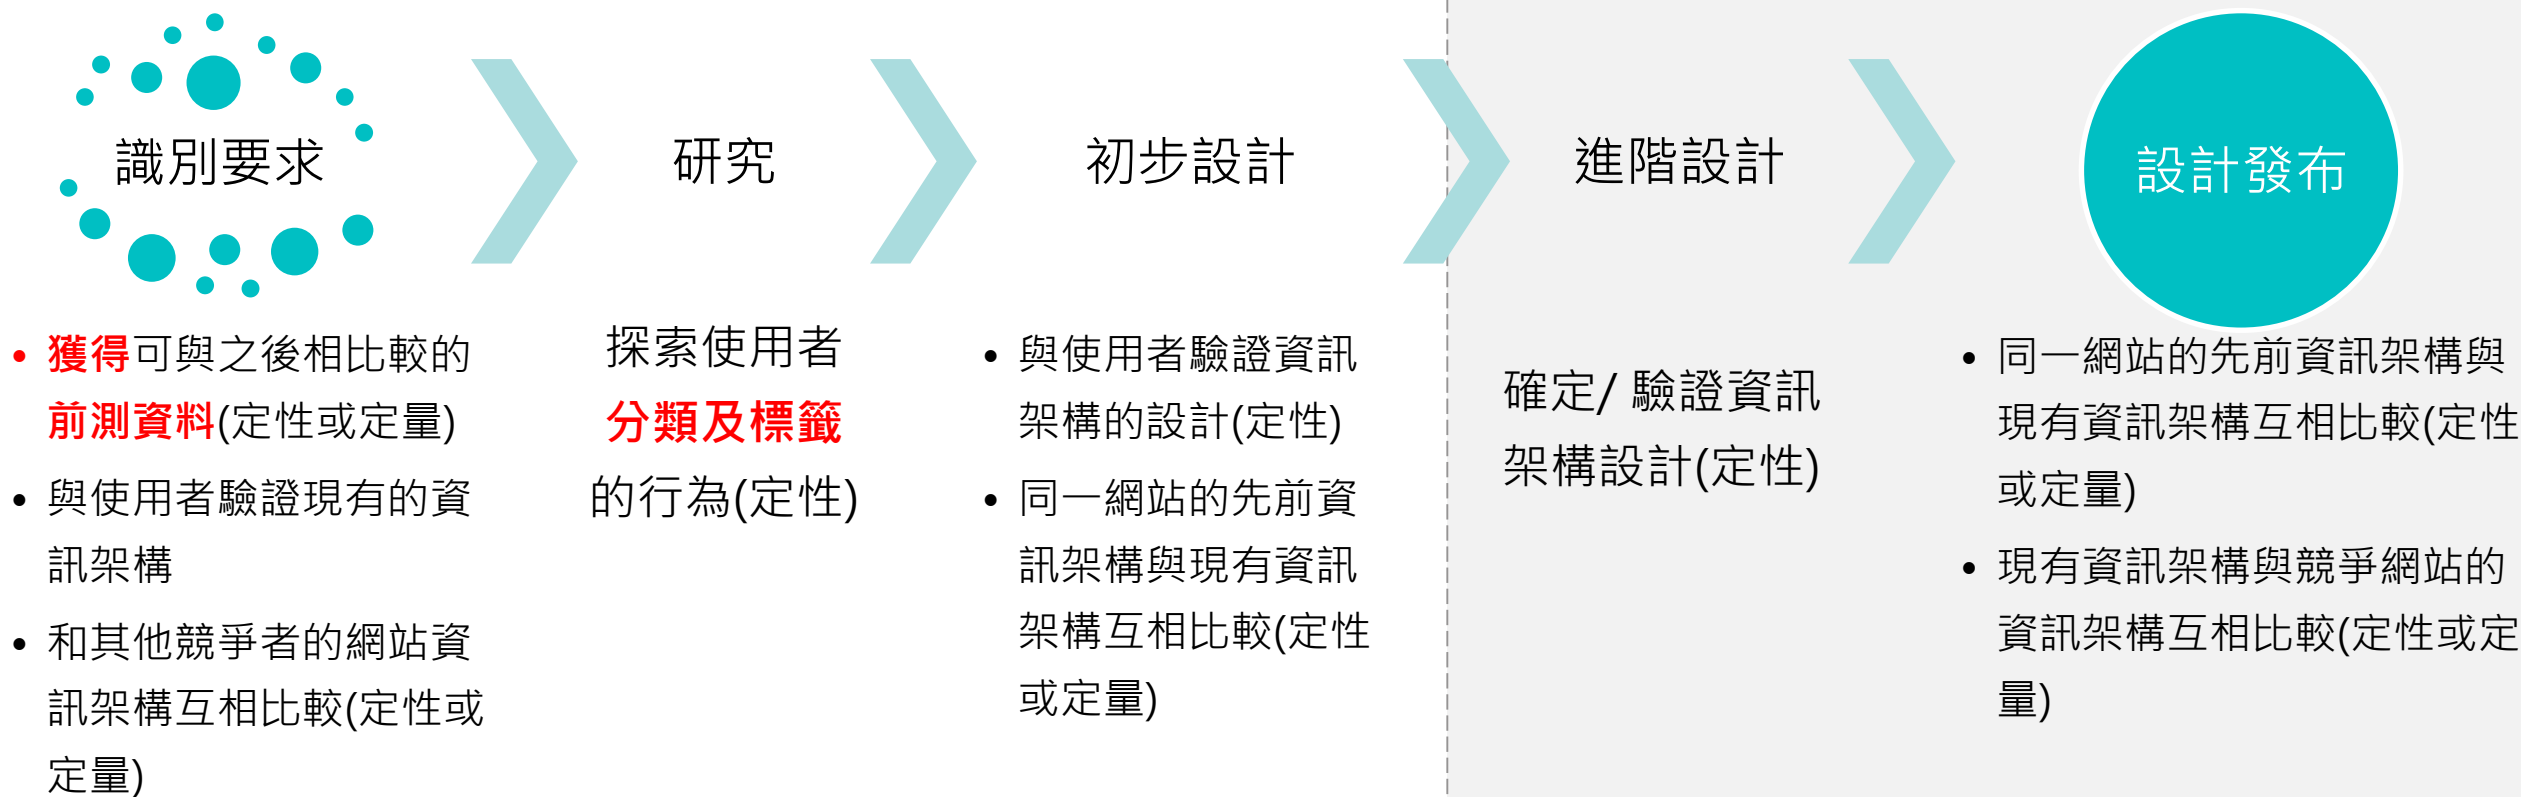 識別要求
研究
初步設計
進階設計
設計發布
• 獲得可與之後相比較的
前測資料(定性或定量)
• 與使用者驗證現有的資
訊架構
• 和其他競爭者的網站資
訊架構互相比較(定性或
定量)
探索使用者
分類及標籤
的行為(定性)
• 與使用者驗證資訊
架構的設計(定性)
• 同一網站的先前資
訊架構與現有資訊
架構互相比較(定性
或定量)
確定/ 驗證資訊
架構設計(定性)
• 同一網站的先前資訊架構與
現有資訊架構互相比較(定性
或定量)
• 現有資訊架構與競爭網站的
資訊架構互相比較(定性或定
量)